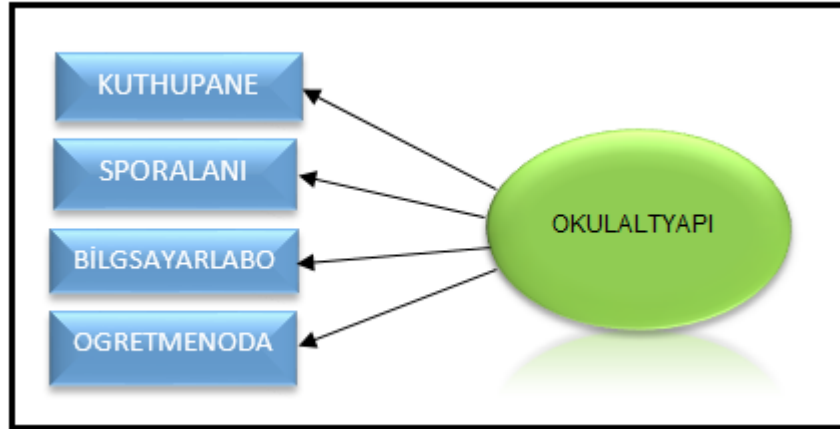 KUTHUPANE
SPORALANI
BİLGSAYARLABO
OGRETMENODA
OKULALTYAPI